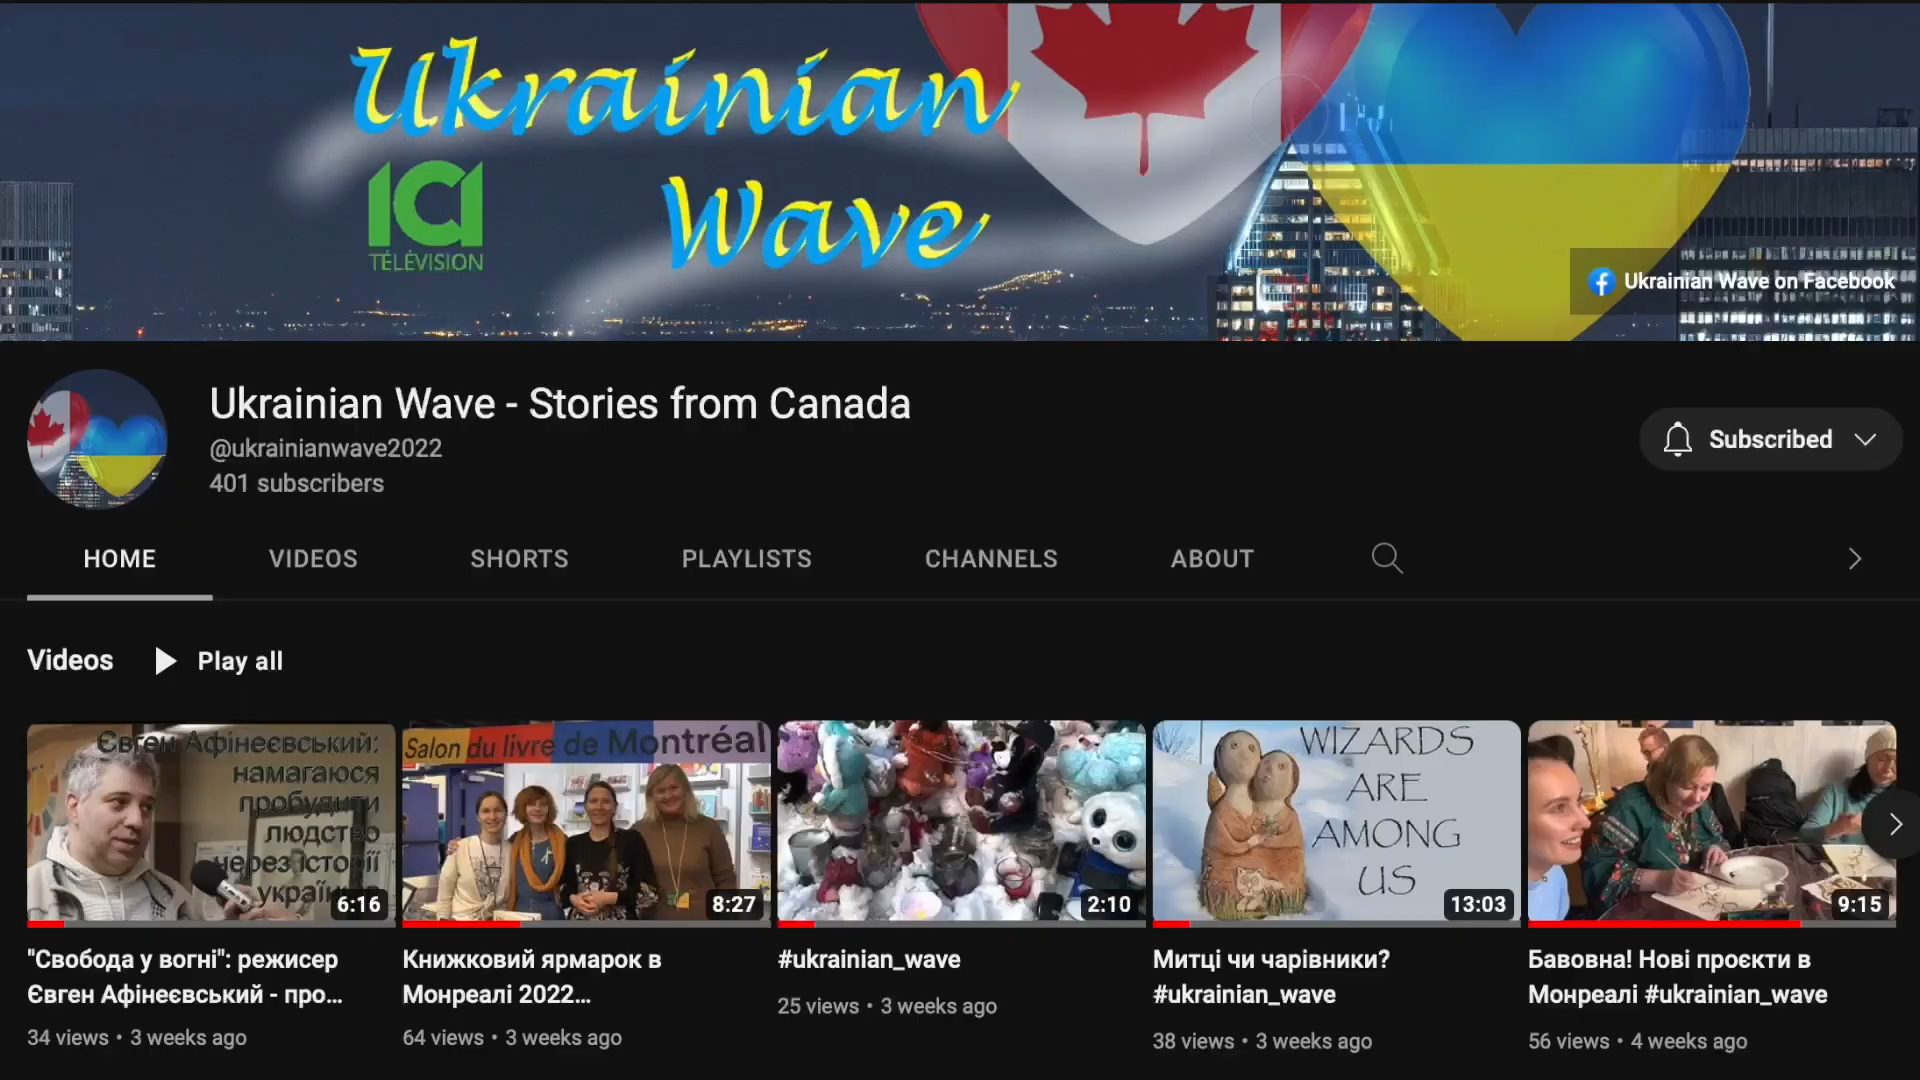 Ukrainian
Wave
ICI
TÉLÉVISION
Ukrainian Wave on Facebook
Ukrainian Wave - Stories from Canada
@ukrainianwave2022
401 subscribers
Subscribed
HOME
VIDEOS
SHORTS
PLAYLISTS
CHANNELS
ABOUT
Videos
Play all
Євген Афінеєвський:
намагаюся
пробудити
людство
через історії
6:16
"Свобода у вогні": режисер
Євген Афінеєвський - про...
34 views • 3 weeks ago
Salon du livre de Montréal
8:27
Книжковий ярмарок в
Монреалі 2022...
64 views • 3 weeks ago
2:10
#ukrainian_wave
25 views • 3 weeks ago
WIZARDS
ARE
AMONG
US
13:03
Митці чи чарівники?
#ukrainian_wave
38 views • 3 weeks ago
9:15
Бавовна! Нові проєкти в
Монреалі #ukrainian_wave
56 views • 4 weeks ago